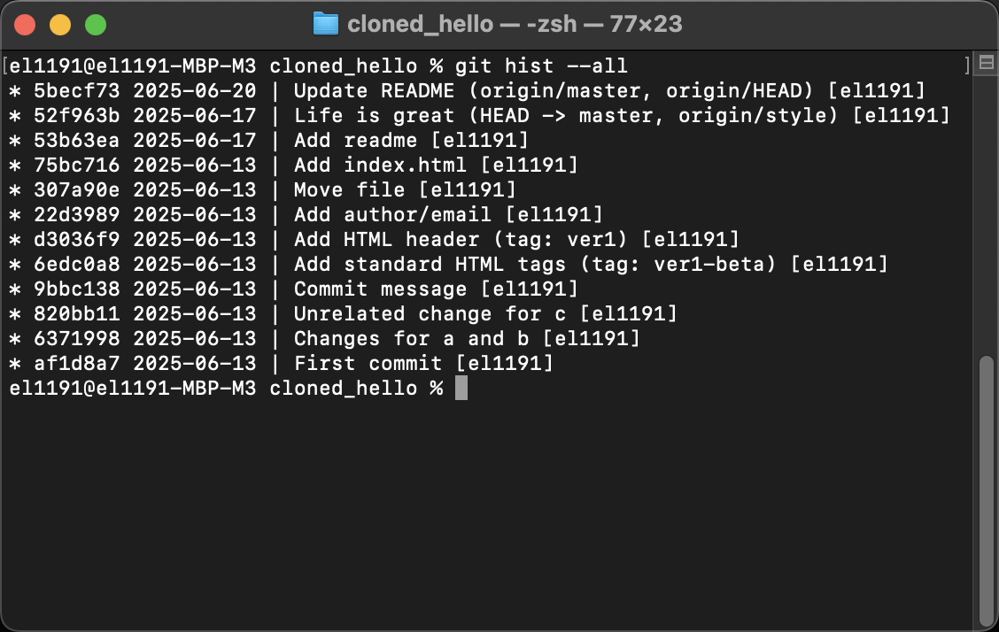 cloned_hello — -zsh — 77×23
[el1191@el1191-MBP-M3 cloned_hello % git hist --all ]
* 5becf73 2025-06-20 | Update README (origin/master, origin/HEAD) [el1191]
* 52f963b 2025-06-17 | Life is great (HEAD -> master, origin/style) [el1191]
* 53b63ea 2025-06-17 | Add readme [el1191]
* 75bc716 2025-06-13 | Add index.html [el1191]
* 307a90e 2025-06-13 | Move file [el1191]
* 22d3989 2025-06-13 | Add author/email [el1191]
* d3036f9 2025-06-13 | Add HTML header (tag: ver1) [el1191]
* 6edc0a8 2025-06-13 | Add standard HTML tags (tag: ver1-beta) [el1191]
* 9bbc138 2025-06-13 | Commit message [el1191]
* 820bb11 2025-06-13 | Unrelated change for c [el1191]
* 6371998 2025-06-13 | Changes for a and b [el1191]
* af1d8a7 2025-06-13 | First commit [el1191]
el1191@el1191-MBP-M3 cloned_hello %